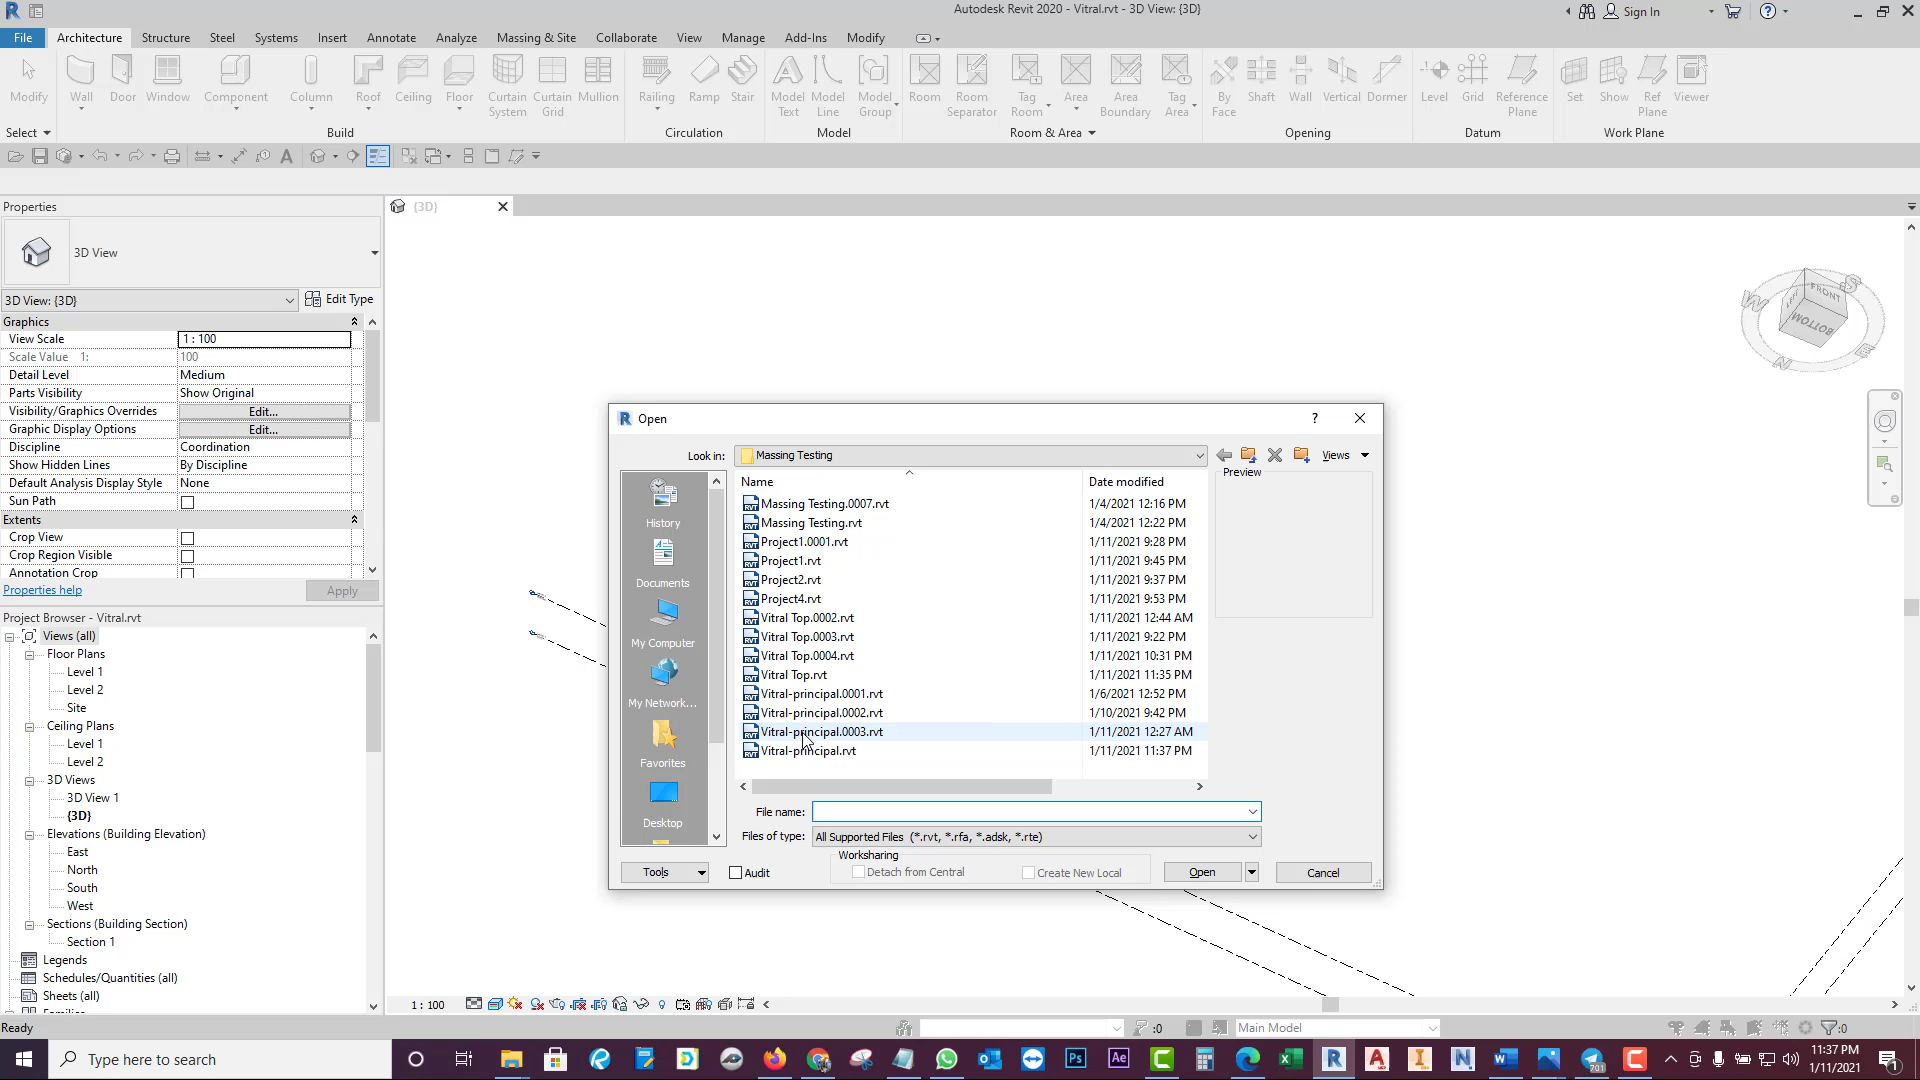 Autodesk Revit 2020 - Vitral.rvt - 3D View: {3D}
Sign In
File Architecture Structure Steel Systems Insert Annotate Analyze Massing & Site Collaborate View Manage Add-Ins Modify
Modify Wall Door Window Component Column Roof Ceiling Floor Curtain System Curtain Grid Mullion Railing Ramp Stair Model Text Model Line Model Group Room Room Separator Tag Room Area Area Boundary Tag Area By Face Shaft Wall Vertical Dormer Level Grid Reference Plane Set Show Ref Plane Viewer
Select Build Circulation Model Room & Area Opening Datum Work Plane
Properties
{3D}
3D View
3D View: {3D} Edit Type
Graphics
View Scale 1 : 100
Scale Value 1: 100
Detail Level Medium
Parts Visibility Show Original
Visibility/Graphics Overrides Edit...
Graphic Display Options Edit...
Discipline Coordination
Show Hidden Lines By Discipline
Default Analysis Display Style None
Sun Path
Extents
Crop View
Crop Region Visible
Annotation Crop
Properties help Apply
Project Browser - Vitral.rvt
Views (all)
Floor Plans
Level 1
Level 2
Site
Ceiling Plans
Level 1
Level 2
3D Views
3D View 1
{3D}
Elevations (Building Elevation)
East
North
South
West
Sections (Building Section)
Section 1
Legends
Schedules/Quantities (all)
Sheets (all)
LEFT FRONT BOTTOM
W S N E
Open
Look in: Massing Testing Views
History
Documents
My Computer
My Network...
Favorites
Desktop
Name Date modified
Massing Testing.0007.rvt 1/4/2021 12:16 PM
Massing Testing.rvt 1/4/2021 12:22 PM
Project1.0001.rvt 1/11/2021 9:28 PM
Project1.rvt 1/11/2021 9:45 PM
Project2.rvt 1/11/2021 9:37 PM
Project4.rvt 1/11/2021 9:53 PM
Vitral Top.0002.rvt 1/11/2021 12:44 AM
Vitral Top.0003.rvt 1/11/2021 9:22 PM
Vitral Top.0004.rvt 1/11/2021 10:31 PM
Vitral Top.rvt 1/11/2021 11:35 PM
Vitral-principal.0001.rvt 1/6/2021 12:52 PM
Vitral-principal.0002.rvt 1/10/2021 9:42 PM
Vitral-principal.0003.rvt 1/11/2021 12:27 AM
Vitral-principal.rvt 1/11/2021 11:37 PM
Preview
File name:
Files of type: All Supported Files (*.rvt, *.rfa, *.adsk, *.rte)
Worksharing
Tools Audit Detach from Central Create New Local Open Cancel
1 : 100
Ready :0 Main Model :0
Type here to search
11:37 PM
1/11/2021